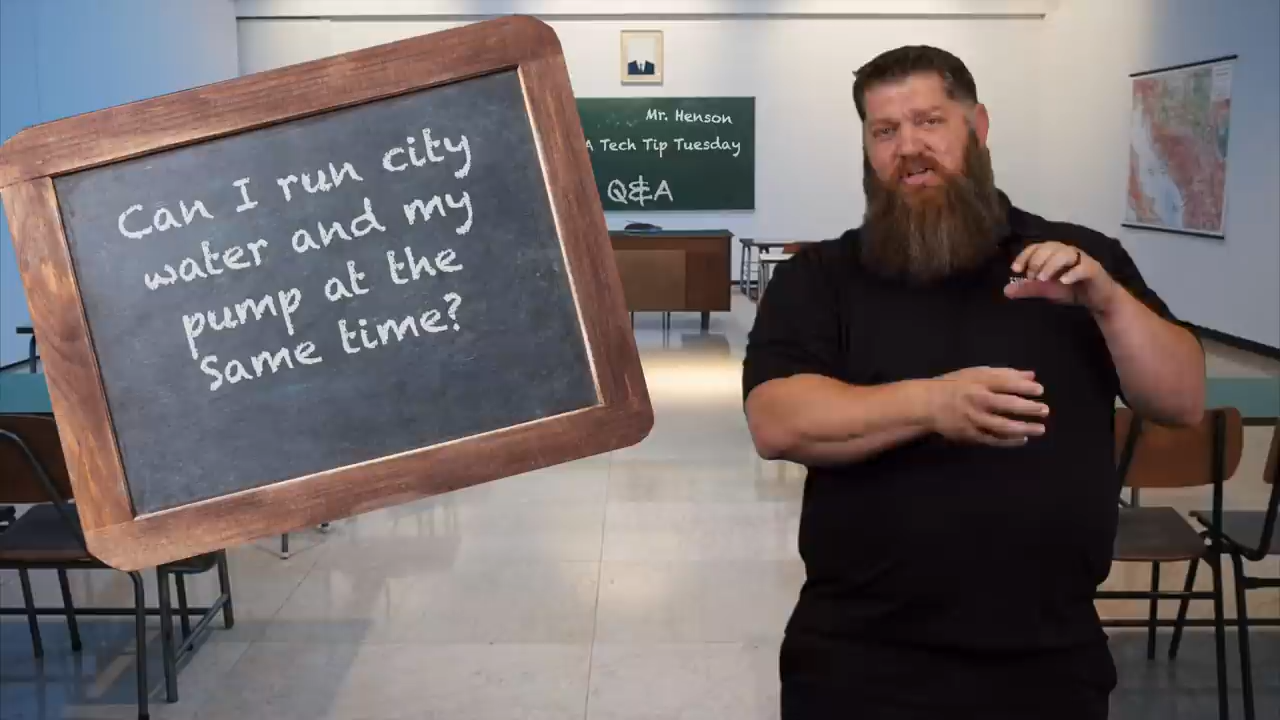 Can I run city
water and my
pump at the
Same time?
Mr. Henson
A Tech Tip Tuesday
Q&A